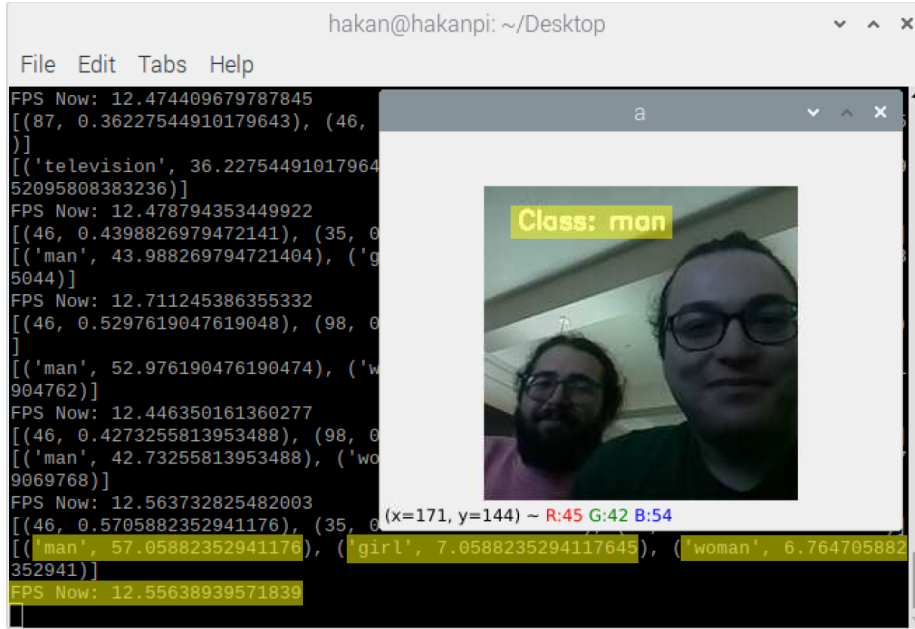 hakan@hakanpi: ~/Desktop
File Edit Tabs Help
FPS Now: 12.474409679787845
[(87, 0.36227544910179643), (46,
)]
[('television', 36.22754491017964
52095808383236)]
FPS Now: 12.478794353449922
[(46, 0.4398826979472141), (35, 0
[('man', 43.988269794721404), ('g
5044)]
FPS Now: 12.711245386355332
[(46, 0.5297619047619048), (98, 0
]
[('man', 52.976190476190474), ('w
904762)]
FPS Now: 12.446350161360277
[(46, 0.4273255813953488), (98, 0
[('man', 42.73255813953488), ('wo
9069768)]
FPS Now: 12.563732825482003
[(46, 0.5705882352941176), (35, 0
[('man', 57.05882352941176), ('girl', 7.0588235294117645), ('woman', 6.764705882
352941)]
FPS Now: 12.55638939571839
a
Class: man
(x=171, y=144) ~ R:45 G:42 B:54